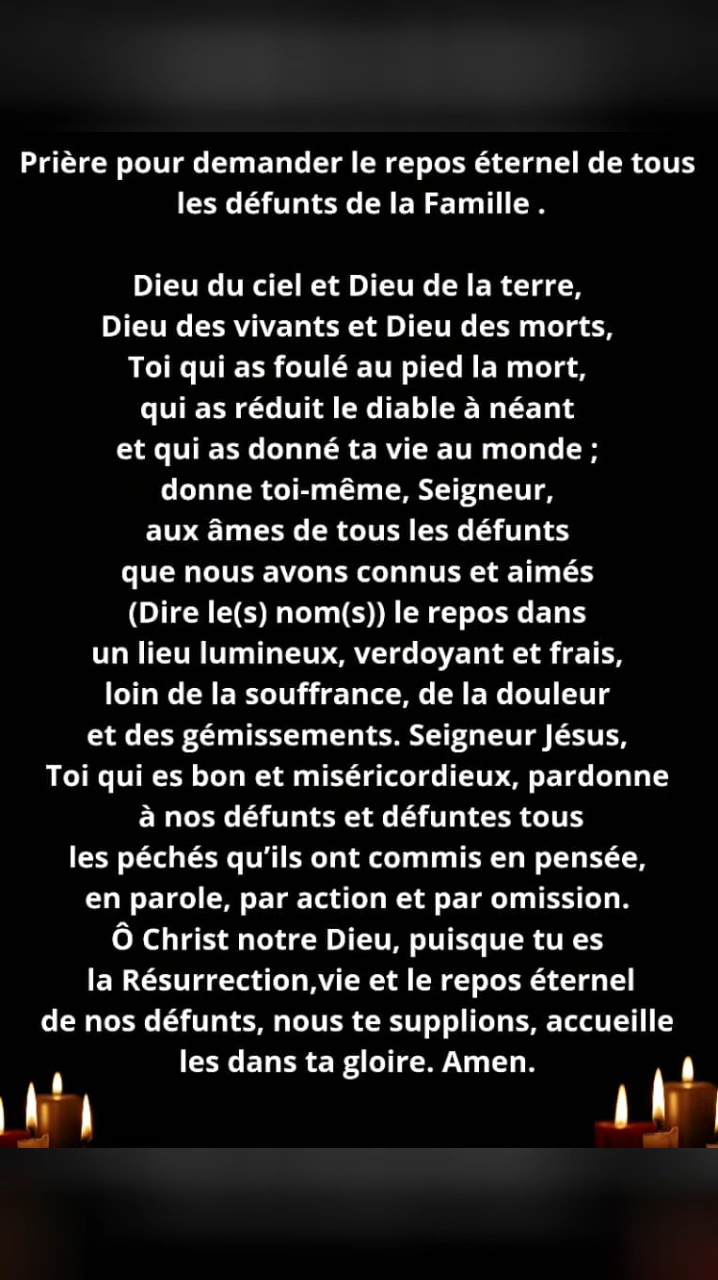 Prière pour demander le repos éternel de tous
les défunts de la Famille .
Dieu du ciel et Dieu de la terre,
Dieu des vivants et Dieu des morts,
Toi qui as foulé au pied la mort,
qui as réduit le diable à néant
et qui as donné ta vie au monde ;
donne toi-même, Seigneur,
aux âmes de tous les défunts
que nous avons connus et aimés
(Dire le(s) nom(s)) le repos dans
un lieu lumineux, verdoyant et frais,
loin de la souffrance, de la douleur
et des gémissements. Seigneur Jésus,
Toi qui es bon et miséricordieux, pardonne
à nos défunts et défuntes tous
les péchés qu’ils ont commis en pensée,
en parole, par action et par omission.
Ô Christ notre Dieu, puisque tu es
la Résurrection,vie et le repos éternel
de nos défunts, nous te supplions, accueille
les dans ta gloire. Amen.